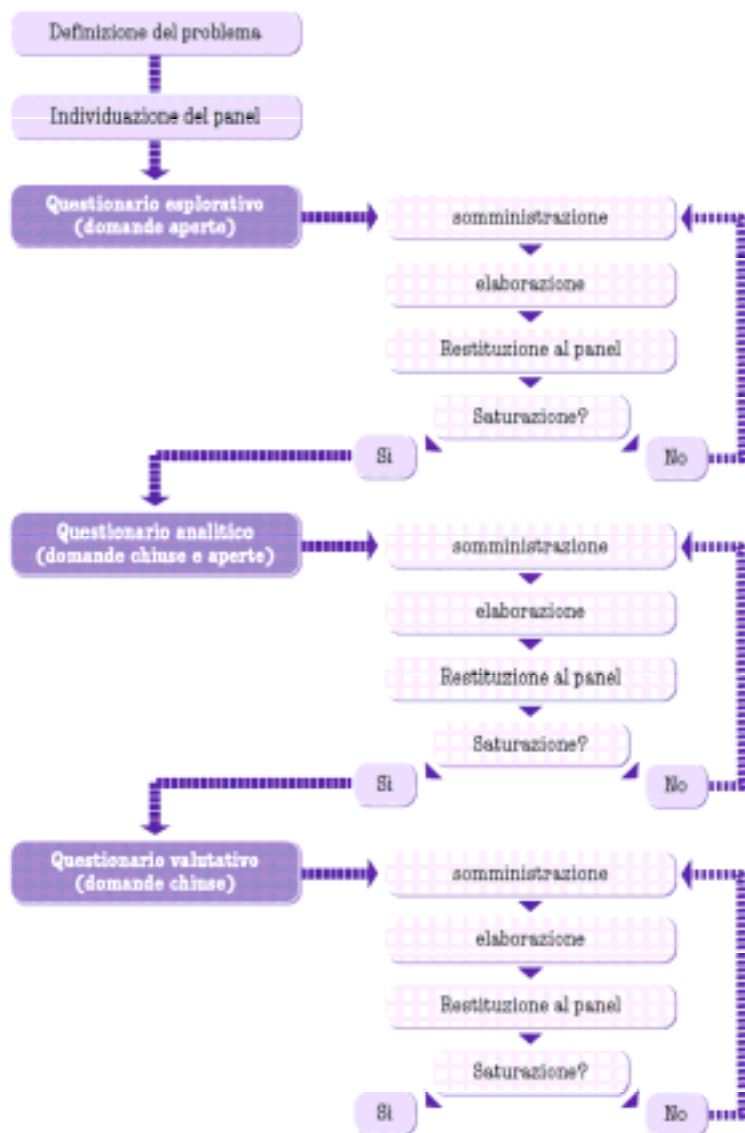 Definizione del problema
Individuazione del panel
Questionario esplorativo
(domande aperte)
somministrazione
elaborazione
Restituzione al panel
Saturazione?
Si
No
Questionario analitico
(domande chiuse e aperte)
somministrazione
elaborazione
Restituzione al panel
Saturazione?
Si
No
Questionario valutativo
(domande chiuse)
somministrazione
elaborazione
Restituzione al panel
Saturazione?
Si
No